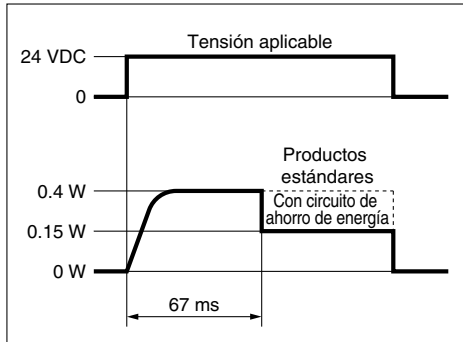 Tensión aplicable
24 VDC
0
Productos
estándares
0.4 W
Con circuito de
ahorro de energía
0.15 W
0 W
67 ms